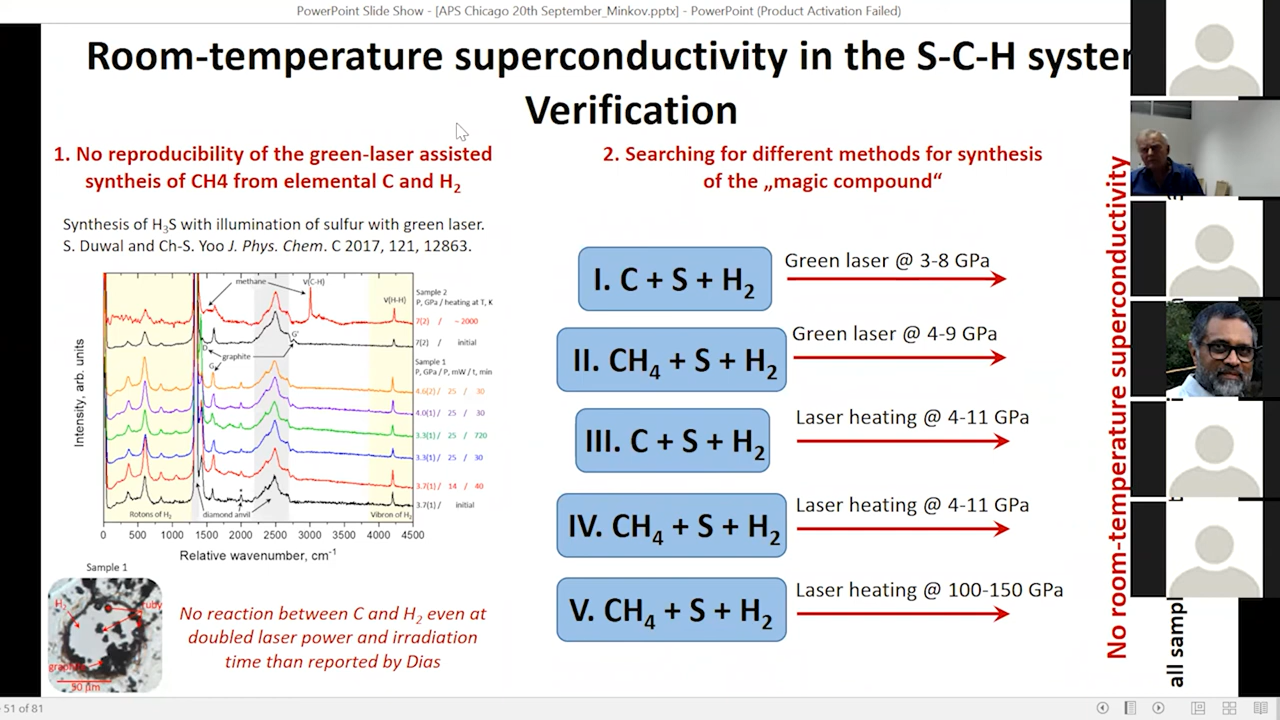 PowerPoint Slide Show - [APS Chicago 20th September_Minkov.pptx] - PowerPoint (Product Activation Failed)
Room-temperature superconductivity in the S-C-H system
Verification
1. No reproducibility of the green-laser assisted
syntheis of CH4 from elemental C and H2
Synthesis of H3S with illumination of sulfur with green laser.
S. Duwal and Ch-S. Yoo J. Phys. Chem. C 2017, 121, 12863.
Intensity, arb. units
methane
ν(C-H)
ν(H-H)
Sample 2
P, GPa / heating at T, K
7(2) / ~2000
7(2) / initial
D
G
G'
graphite
Sample 1
P, GPa / P, mW / t, min
4.6(2) / 25 / 30
4.0(1) / 25 / 30
3.3(1) / 25 / 720
3.3(1) / 25 / 30
3.7(1) / 14 / 40
3.7(1) / initial
Rotons of H2
diamond anvil
Vibron of H2
0 500 1000 1500 2000 2500 3000 3500 4000 4500
Relative wavenumber, cm-1
Sample 1
H2
ruby
graphite
50 µm
No reaction between C and H2 even at
doubled laser power and irradiation
time than reported by Dias
2. Searching for different methods for synthesis
of the „magic compound“
I. C + S + H2
Green laser @ 3-8 GPa
II. CH4 + S + H2
Green laser @ 4-9 GPa
III. C + S + H2
Laser heating @ 4-11 GPa
IV. CH4 + S + H2
Laser heating @ 4-11 GPa
V. CH4 + S + H2
Laser heating @ 100-150 GPa
No room-temperature superconductivity
all samp
51 of 81